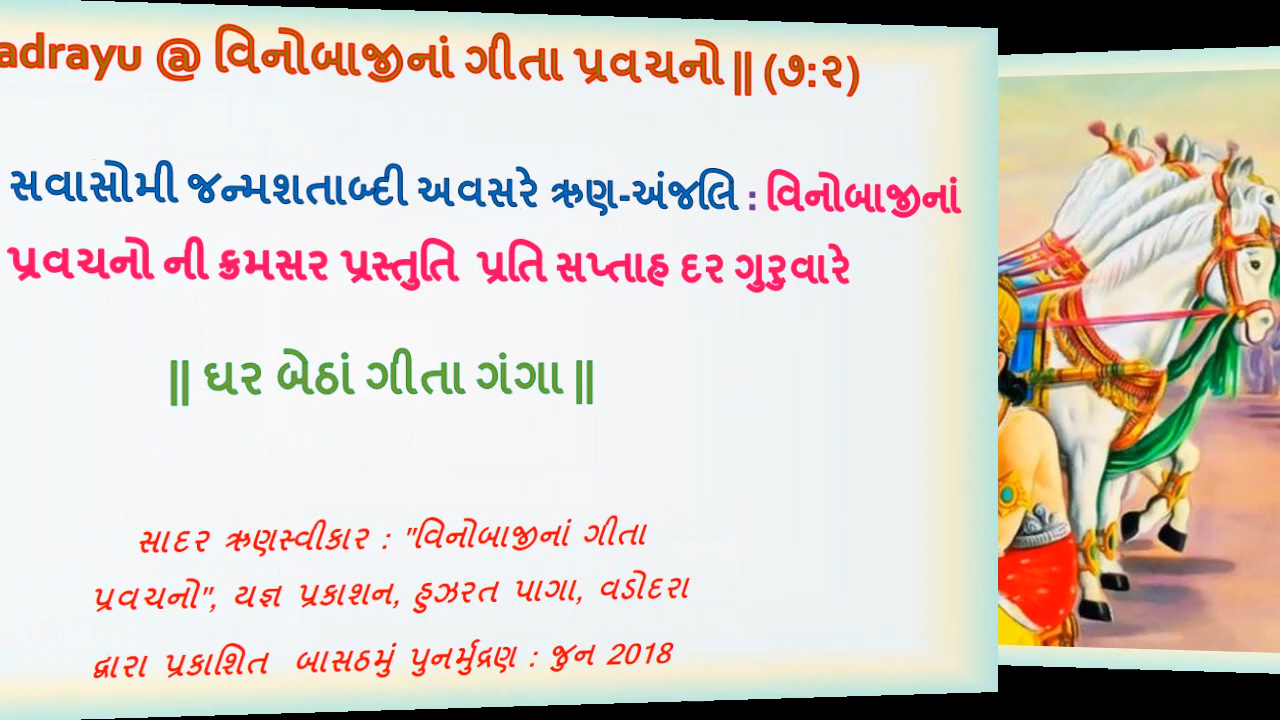 adrayu @ વિનોબાજીનાં ગીતા પ્રવચનો || (૭:૨)
સવાસોમી જન્મશતાબ્દી અવસરે ઋણ-અંજલિ : વિનોબાજીનાં
પ્રવચનો ની ક્રમસર પ્રસ્તુતિ પ્રતિ સપ્તાહ દર ગુરુવારે
|| ઘર બેઠાં ગીતા ગંગા ||
સાદર ઋણસ્વીકાર : "વિનોબાજીનાં ગીતા
પ્રવચનો", યજ્ઞ પ્રકાશન, હુઝરત પાગા, વડોદરા
દ્વારા પ્રકાશિત બાસઠમું પુનર્મુદ્રણ : જુન 2018